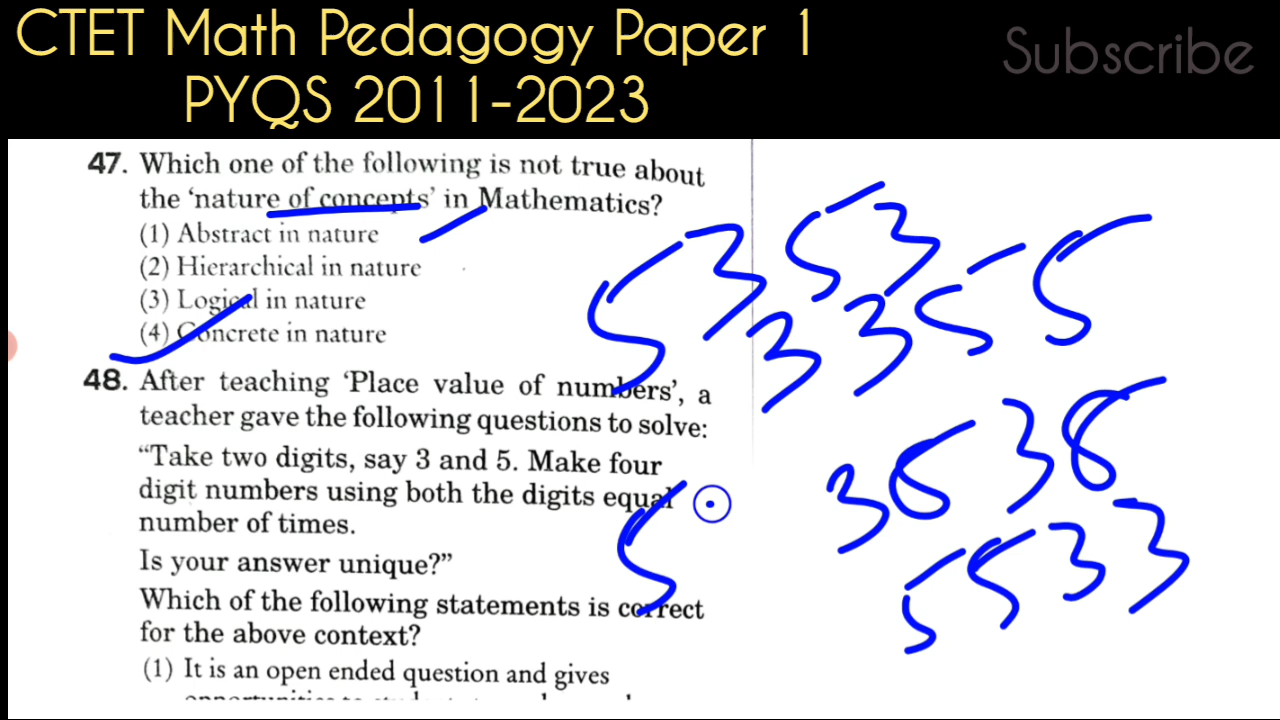 CTET Math Pedagogy Paper 1
PYQS 2011-2023
Subscribe
47. Which one of the following is not true about
the ‘nature of concepts’ in Mathematics?
(1) Abstract in nature
(2) Hierarchical in nature
(3) Logical in nature
(4) Concrete in nature
48. After teaching ‘Place value of numbers’, a
teacher gave the following questions to solve:
“Take two digits, say 3 and 5. Make four
digit numbers using both the digits equal
number of times.
Is your answer unique?”
Which of the following statements is correct
for the above context?
(1) It is an open ended question and gives
5353
3355
3535
5533
5